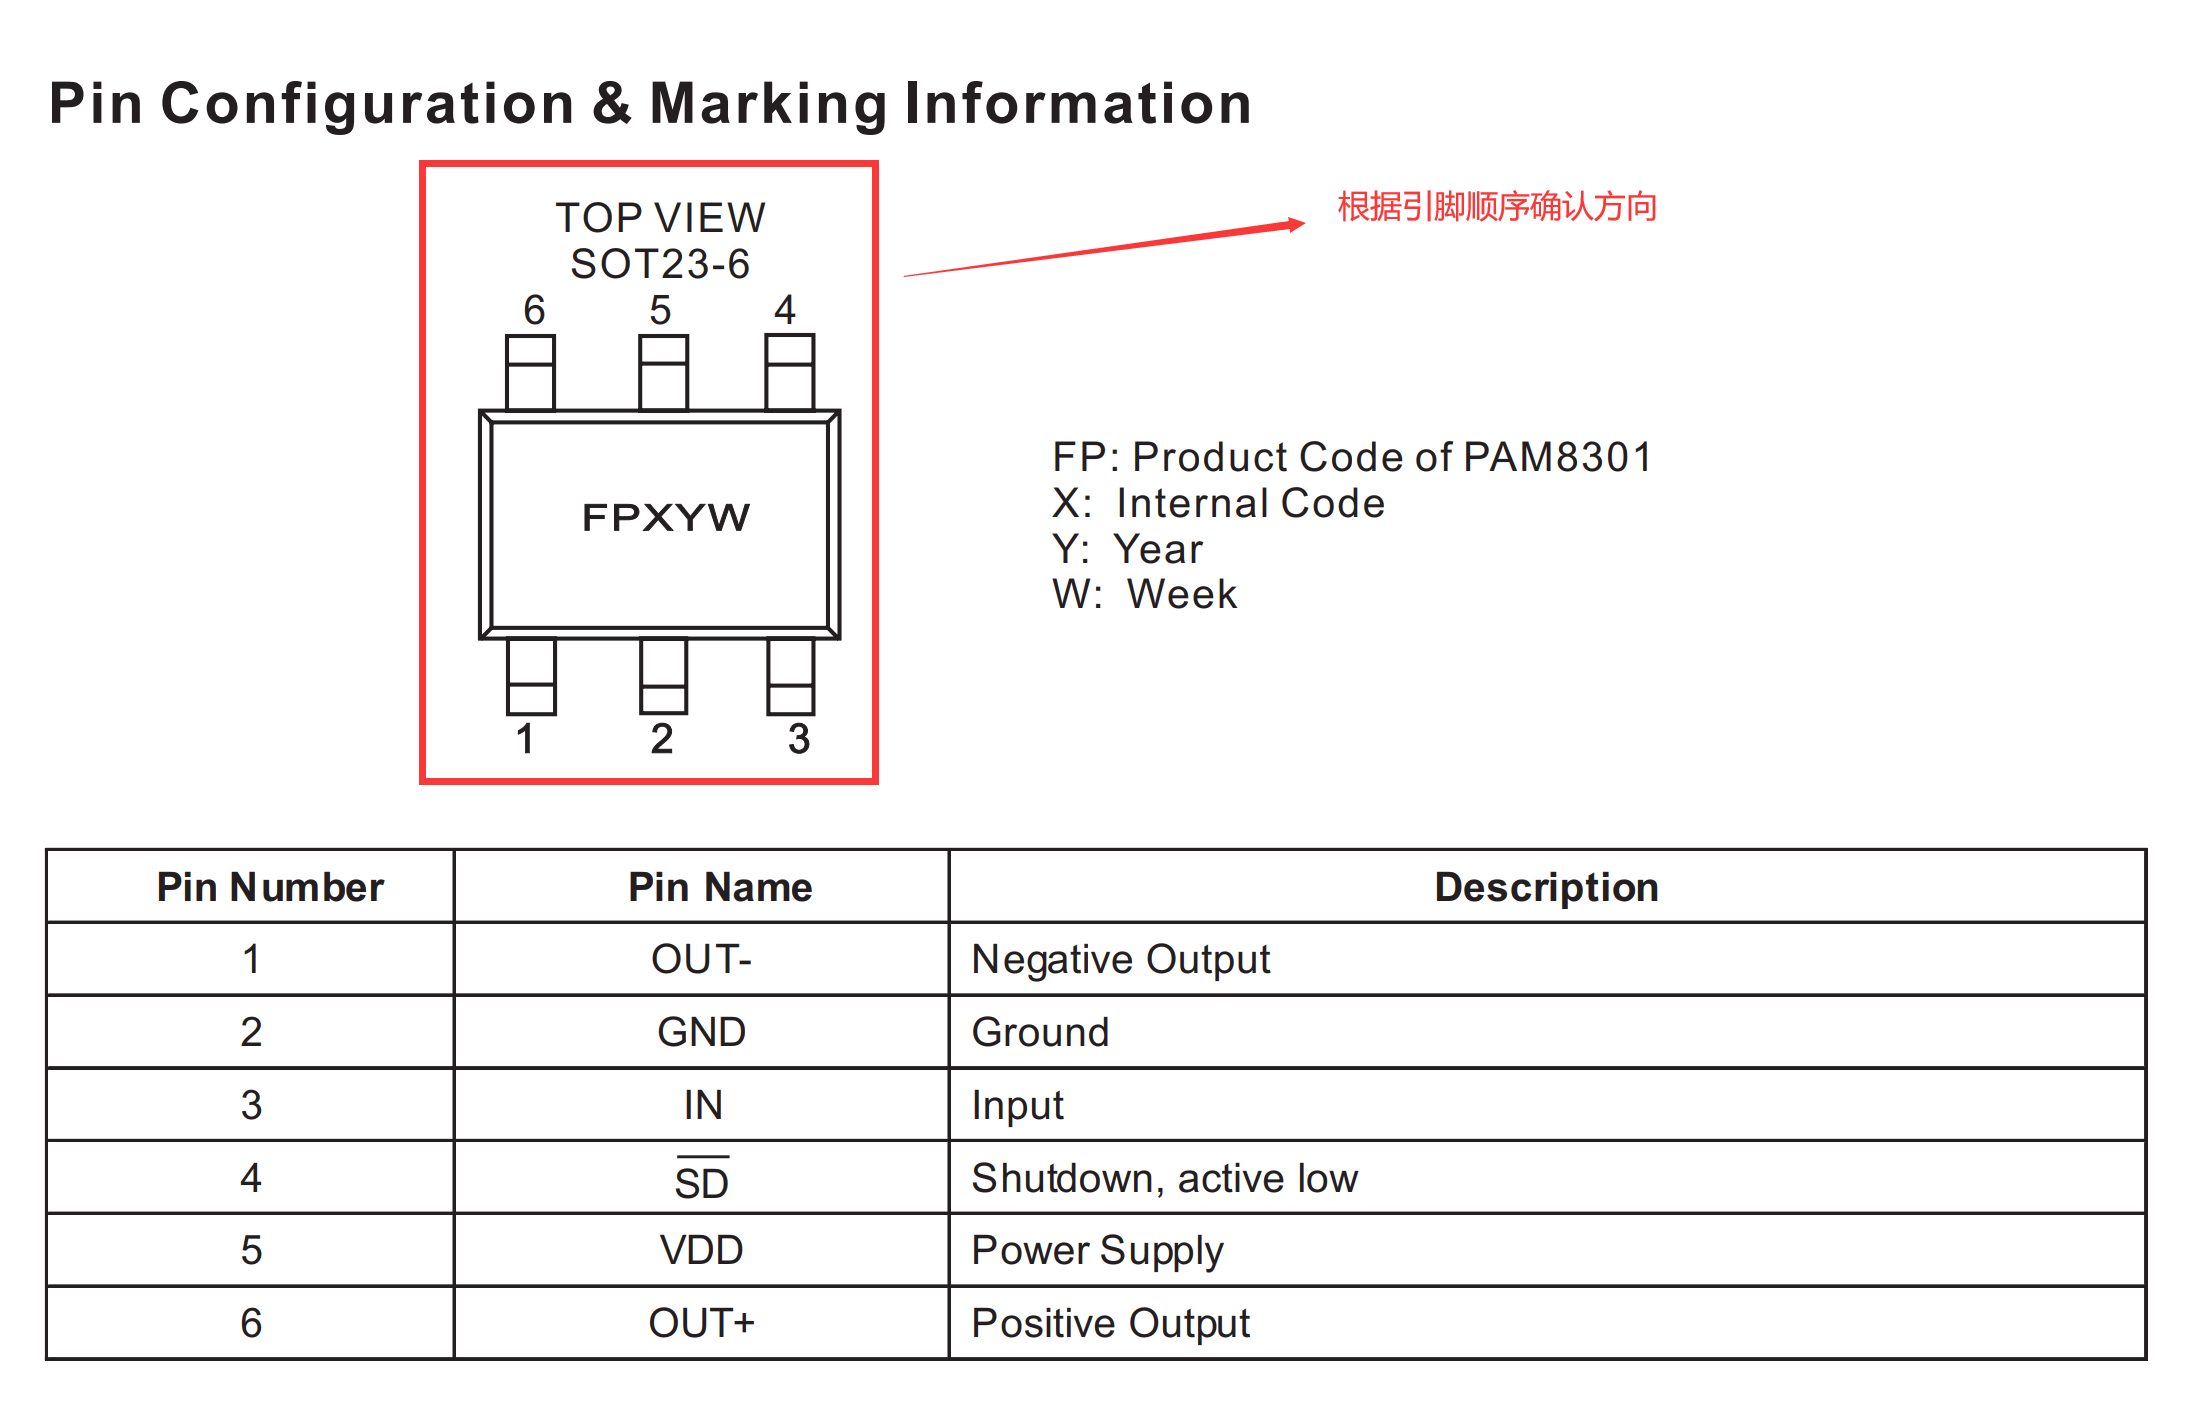 Pin Configuration & Marking Information
TOP VIEW
SOT23-6
根据引脚顺序确认方向
6 5 4
FPXYW
1 2 3
FP: Product Code of PAM8301
X: Internal Code
Y: Year
W: Week
Pin Number Pin Name Description
1 OUT- Negative Output
2 GND Ground
3 IN Input
4 S̅D̅ Shutdown, active low
5 VDD Power Supply
6 OUT+ Positive Output